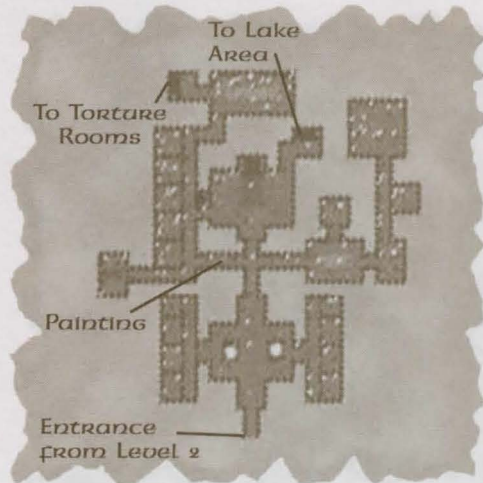 To Lake
Area
To Torture
Rooms
Painting
Entrance
from Level 2